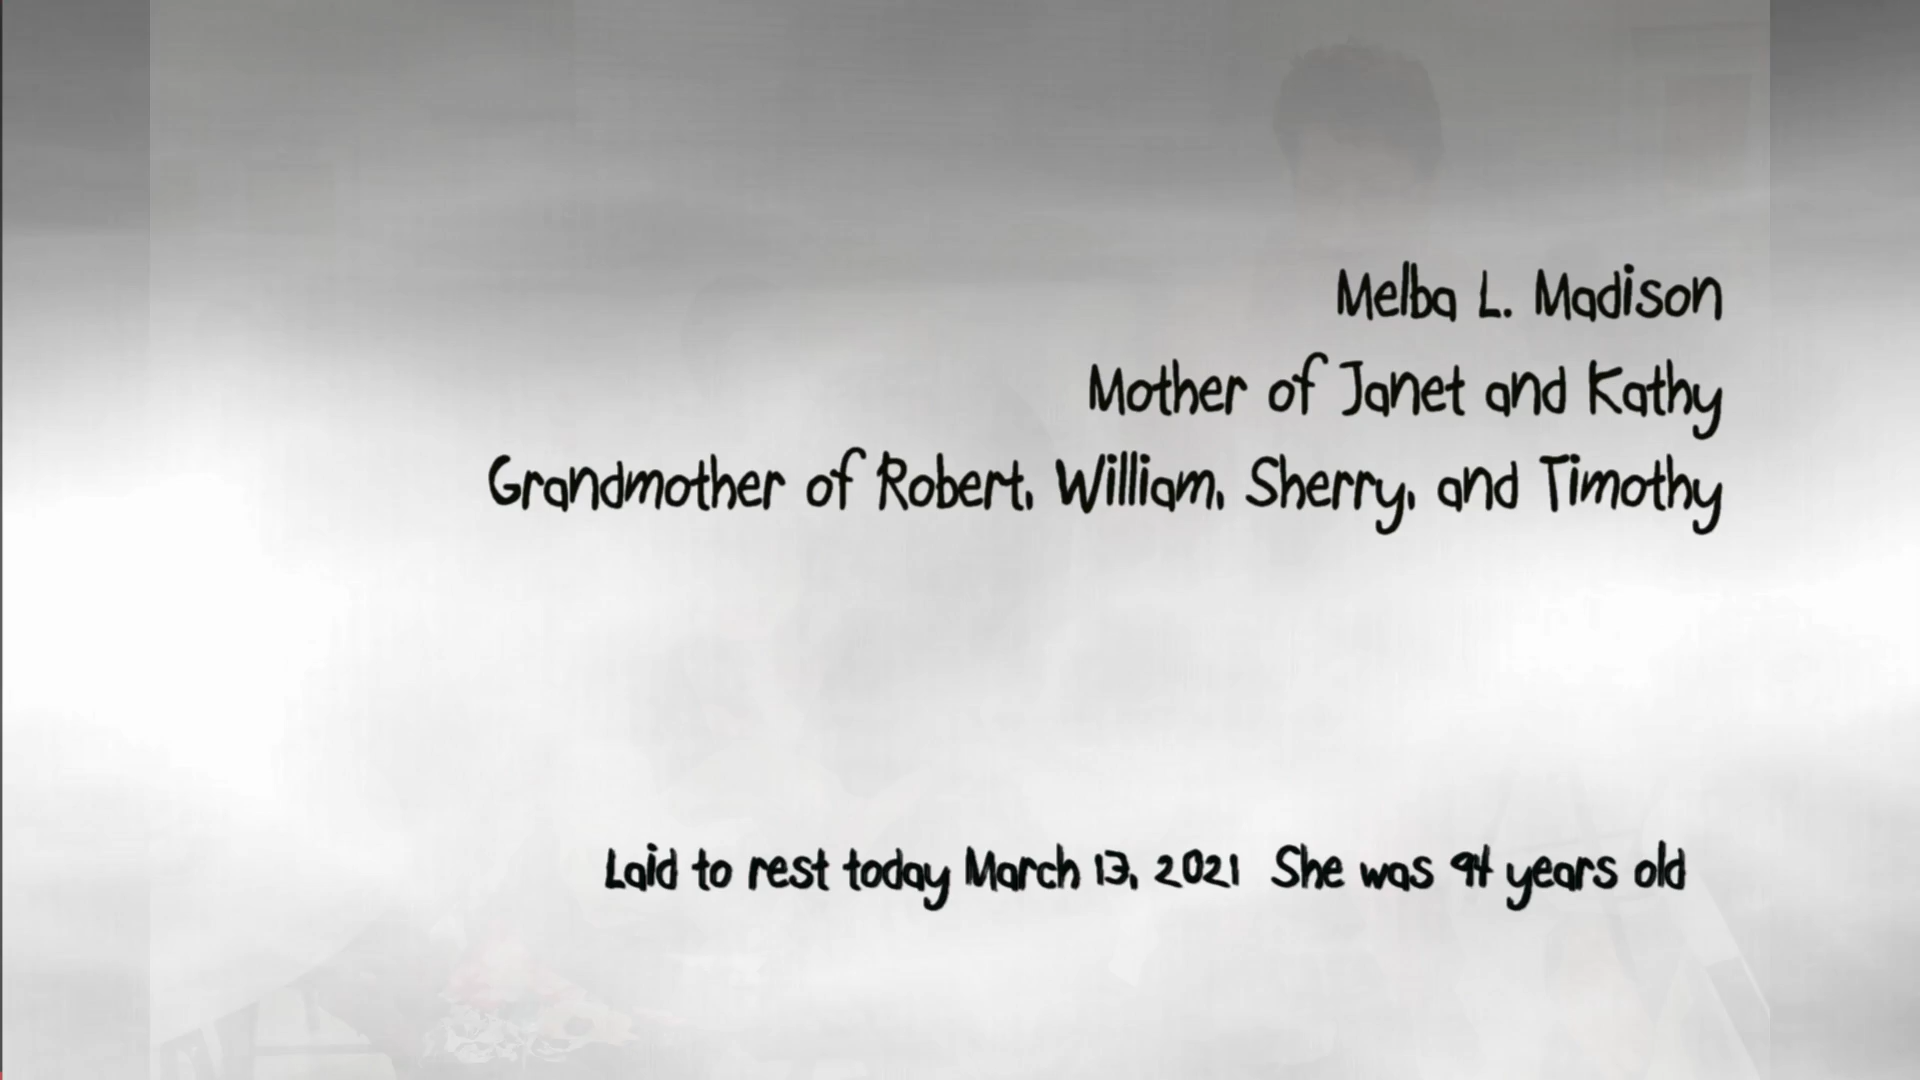 Melba L. Madison
Mother of Janet and Kathy
Grandmother of Robert, William, Sherry, and Timothy
Laid to rest today March 13, 2021 She was 94 years old